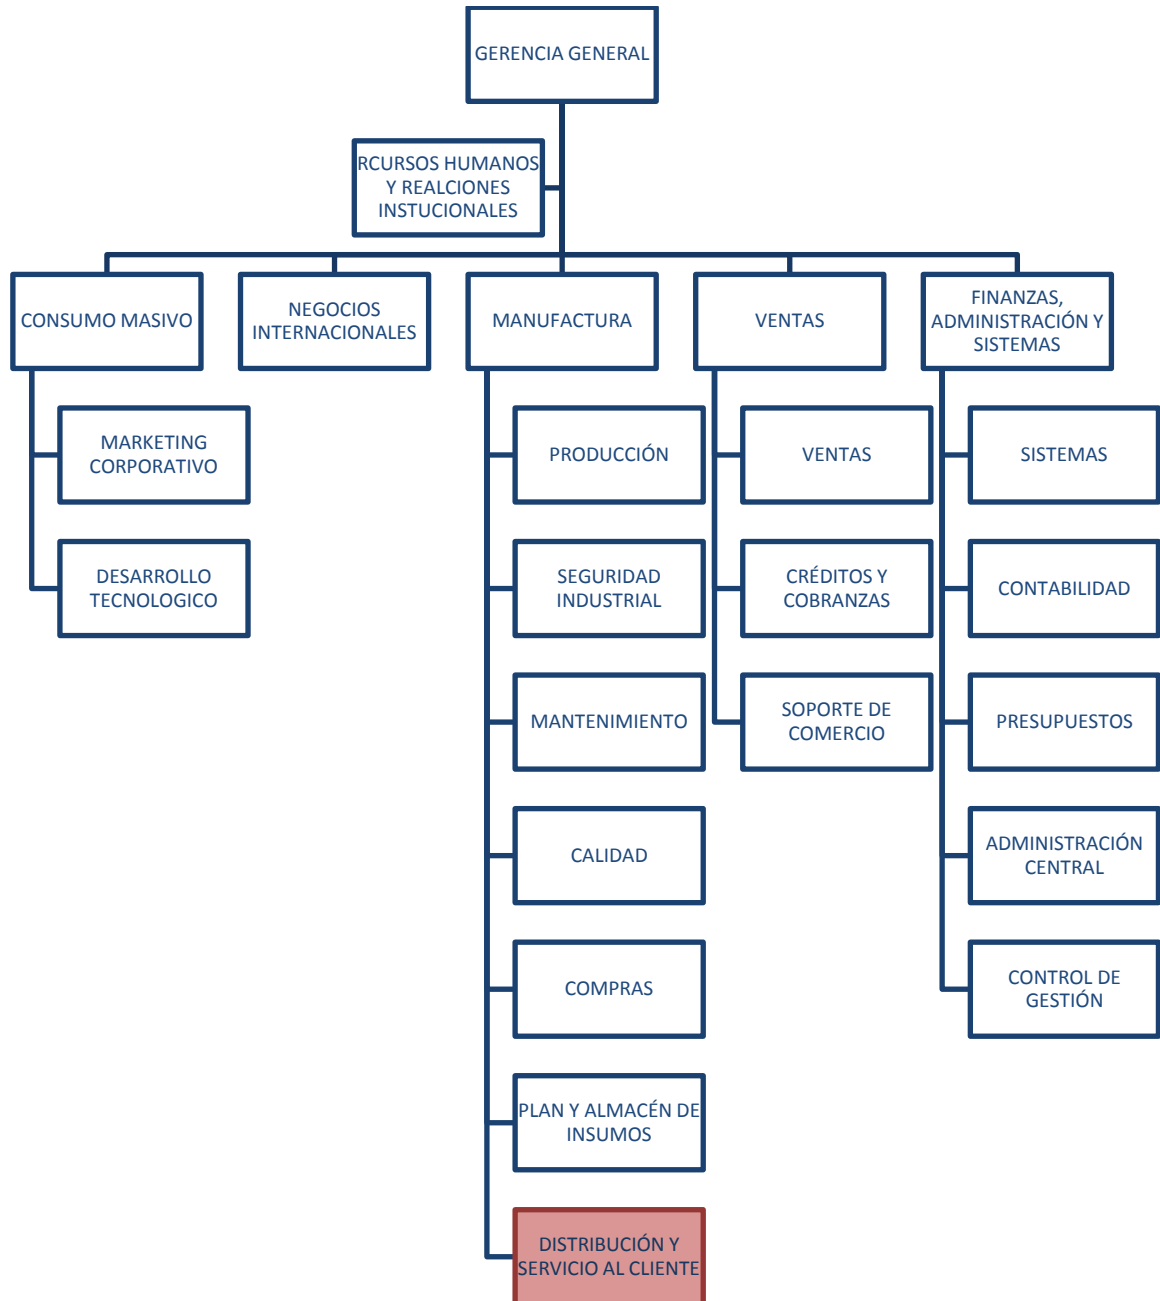 GERENCIA GENERAL
RCURSOS HUMANOS
Y REALCIONES
INSTUCIONALES
CONSUMO MASIVO
NEGOCIOS
INTERNACIONALES
MANUFACTURA
VENTAS
FINANZAS,
ADMINISTRACIÓN Y
SISTEMAS
MARKETING
CORPORATIVO
DESARROLLO
TECNOLOGICO
PRODUCCIÓN
SEGURIDAD
INDUSTRIAL
MANTENIMIENTO
CALIDAD
COMPRAS
PLAN Y ALMACÉN DE
INSUMOS
DISTRIBUCIÓN Y
SERVICIO AL CLIENTE
VENTAS
CRÉDITOS Y
COBRANZAS
SOPORTE DE
COMERCIO
SISTEMAS
CONTABILIDAD
PRESUPUESTOS
ADMINISTRACIÓN
CENTRAL
CONTROL DE
GESTIÓN